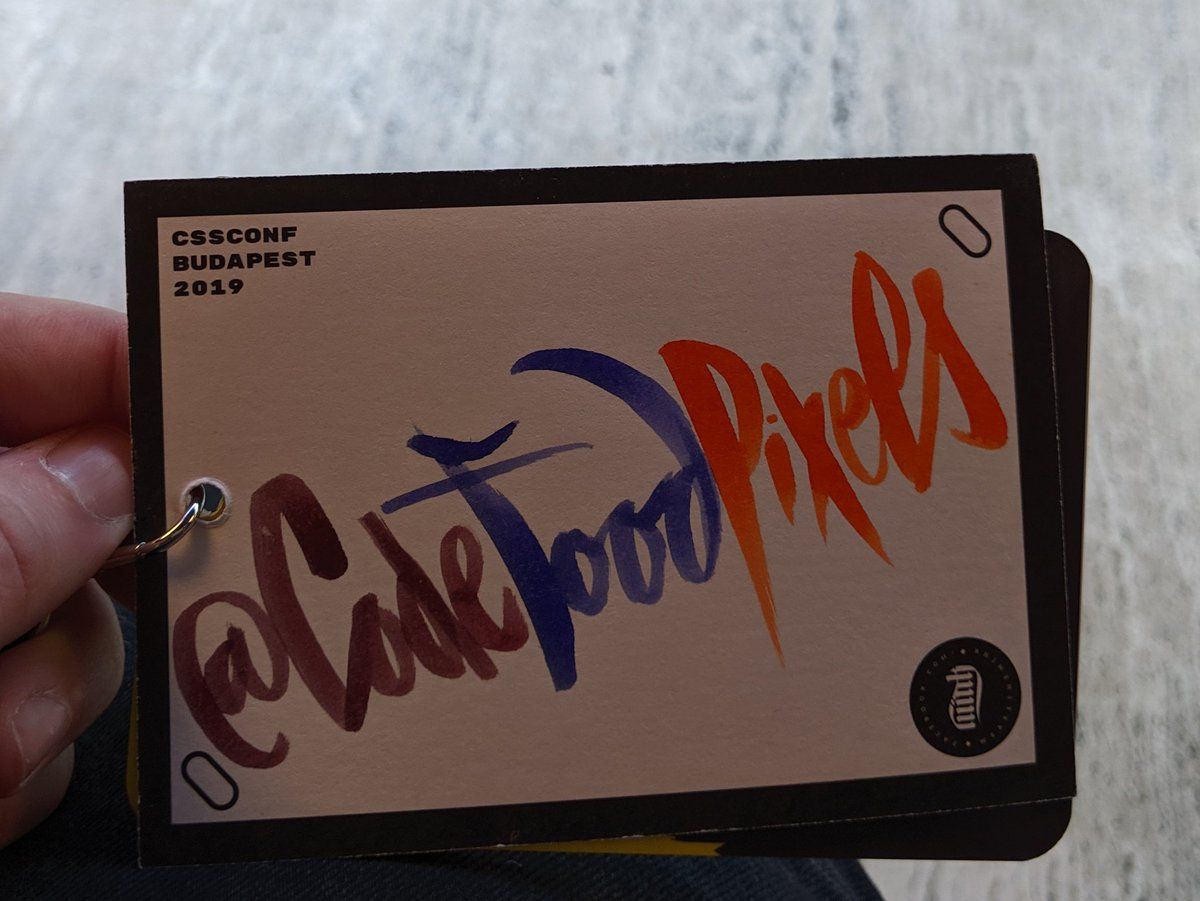 CSSCONF
BUDAPEST
2019
@CodeFoodPixels